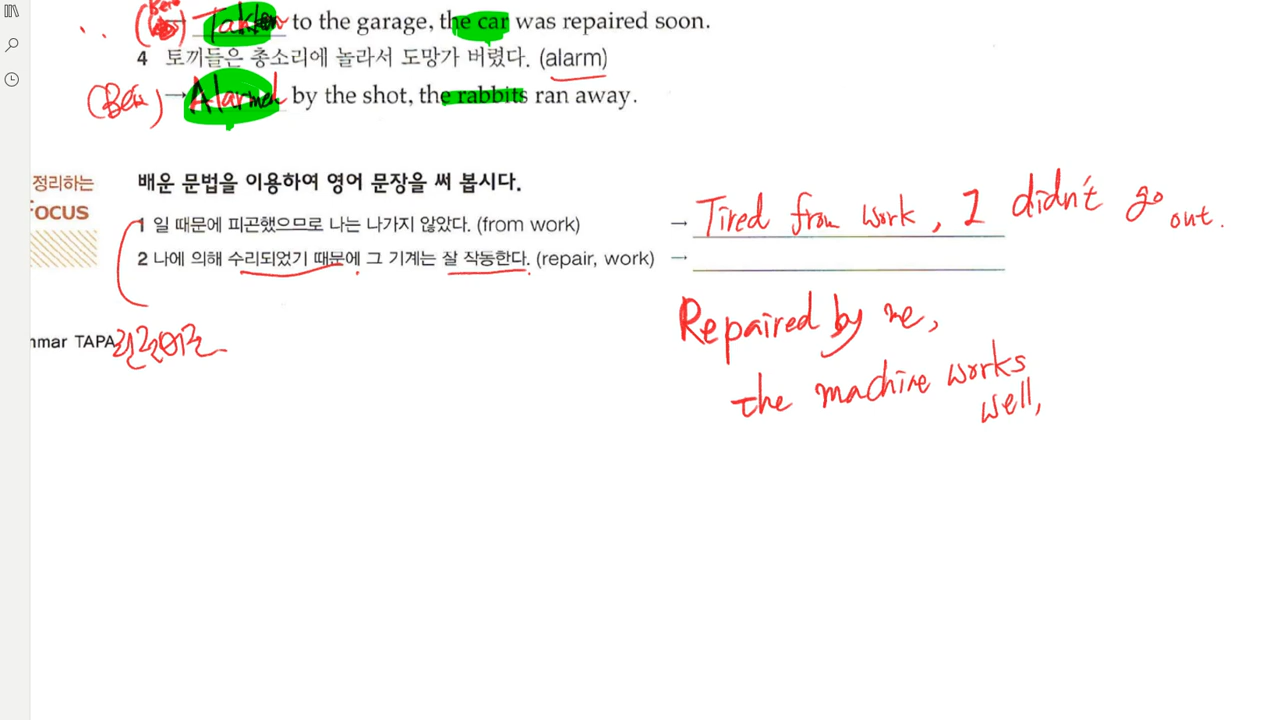 (Being) Taken to the garage, the car was repaired soon.
4 토끼들은 총소리에 놀라서 도망가 버렸다. (alarm)
→ Alarmed by the shot, the rabbits ran away.
정리하는
FOCUS
배운 문법을 이용하여 영어 문장을 써 봅시다.
1 일 때문에 피곤했으므로 나는 나가지 않았다. (from work) → Tired from work, I didn't go out.
2 나에 의해 수리되었기 때문에 그 기계는 잘 작동한다. (repair, work) →
Repaired by me,
the machine works
well,
mmar TAPA